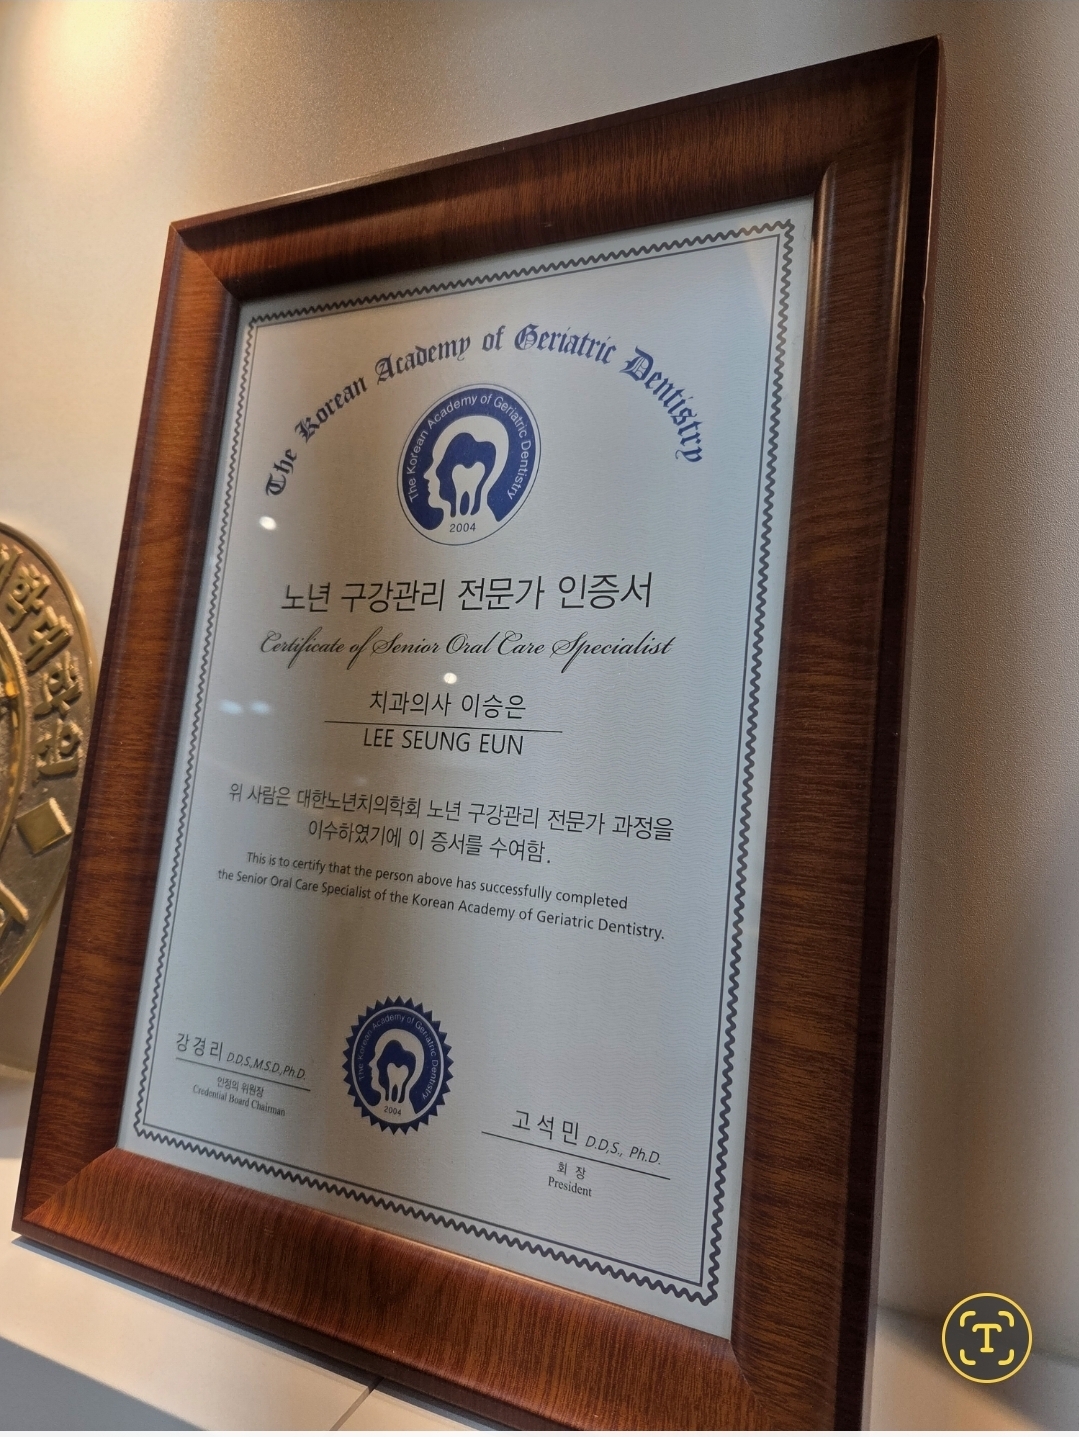 The Korean Academy of Geriatric Dentistry
The Korean Academy of Geriatric Dentistry
2004
노년 구강관리 전문가 인증서
Certificate of Senior Oral Care Specialist
치과의사 이승은
LEE SEUNG EUN
위 사람은 대한노년치의학회 노년 구강관리 전문가 과정을
이수하였기에 이 증서를 수여함.
This is to certify that the person above has successfully completed
the Senior Oral Care Specialist of the Korean Academy of Geriatric Dentistry.
강경리 D.D.S.,M.S.D.,Ph.D.
인정의 위원장
Credential Board Chairman
The Korean Academy of Geriatric Dentistry
2004
고석민 D.D.S., Ph.D.
회 장
President